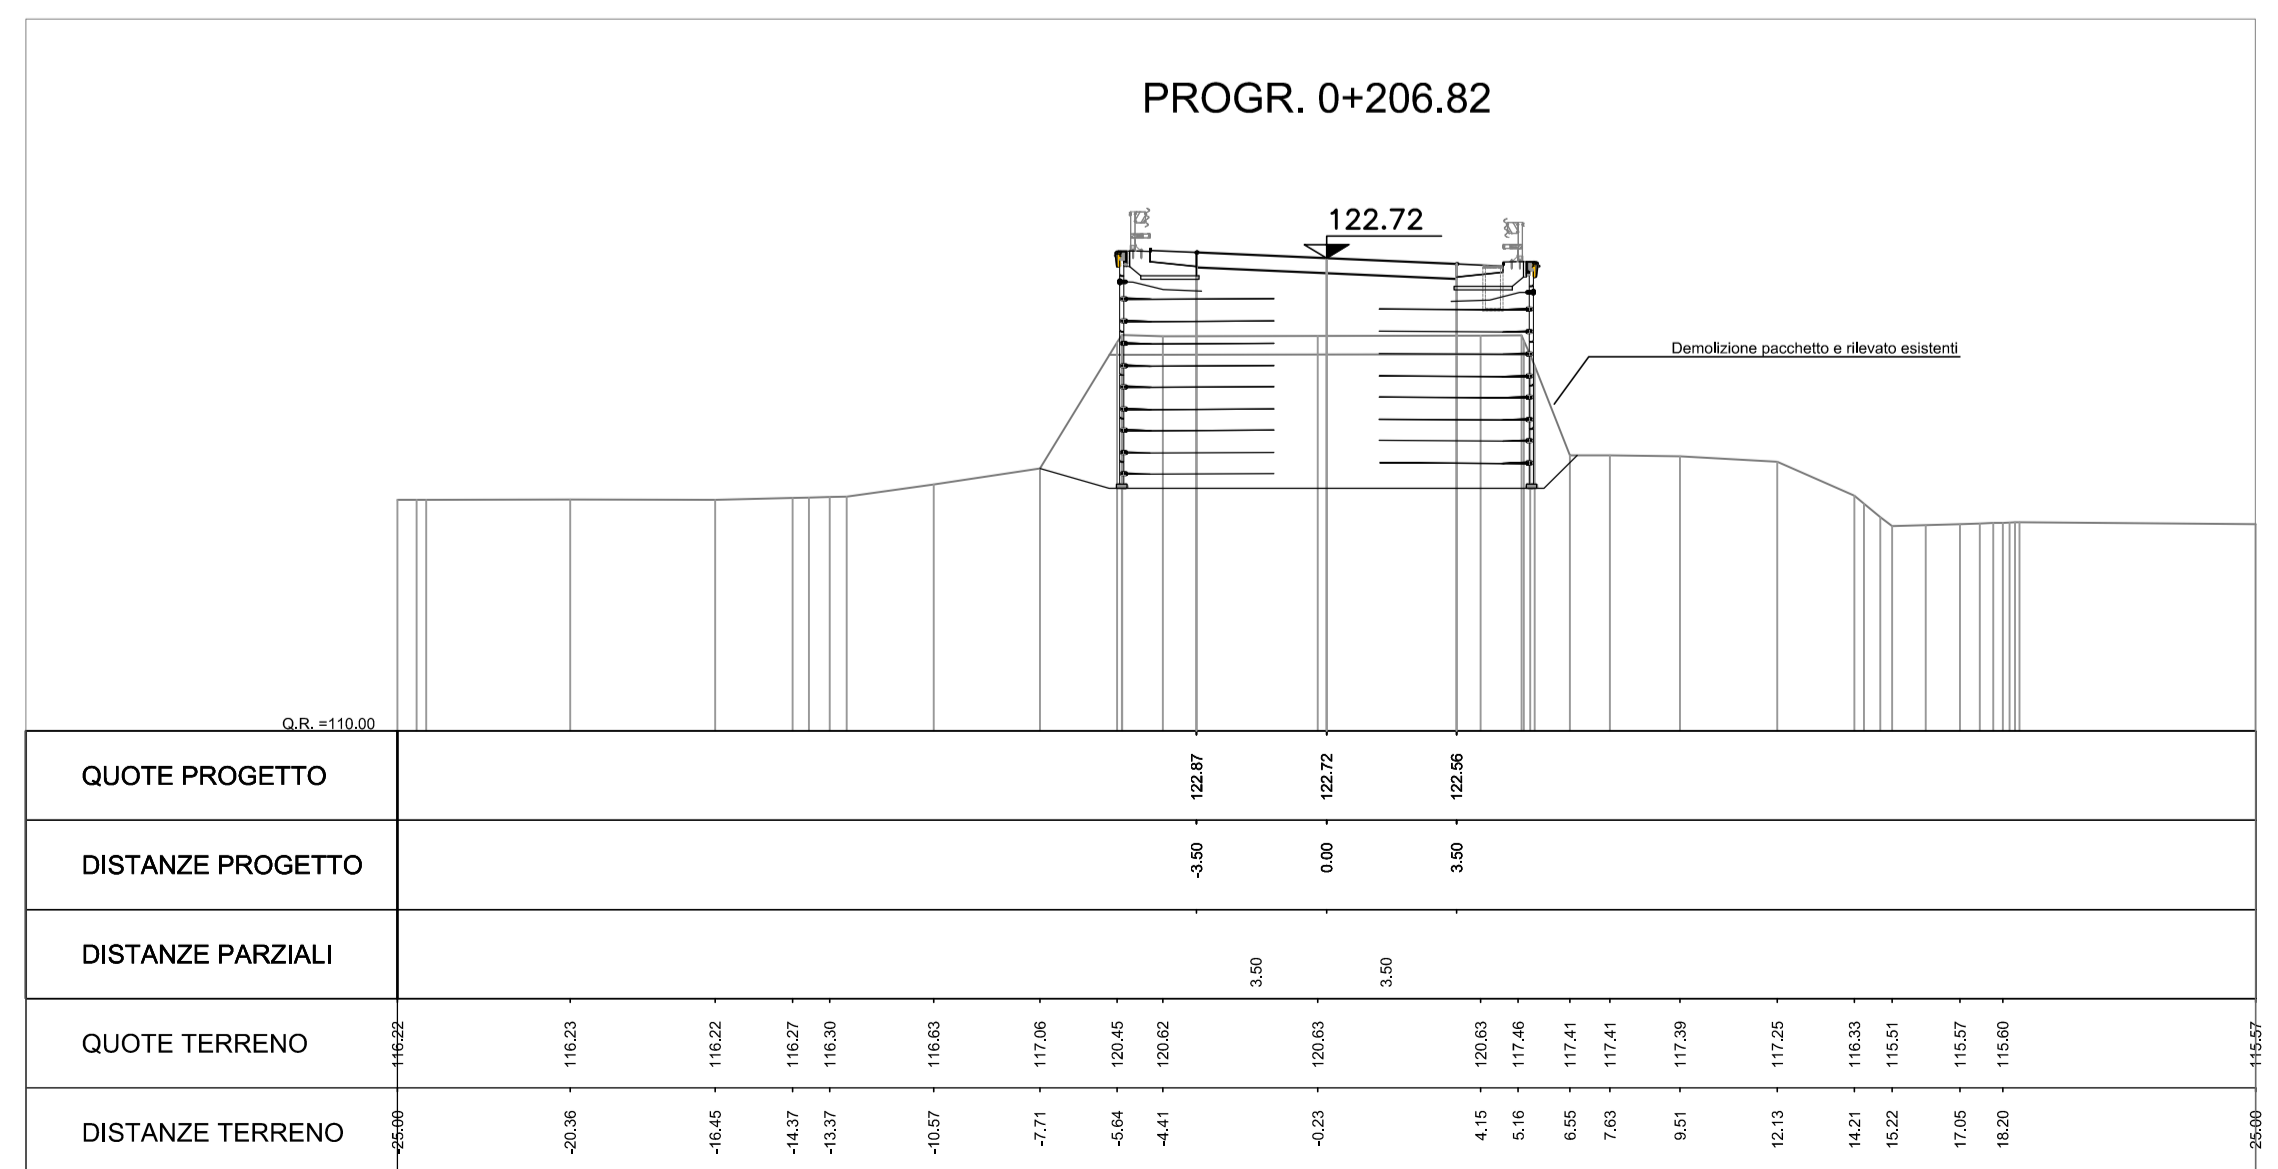 PROGR. 0+206.82
122.72
Demolizione pacchetto e rilevato esistenti
Q.R. =110.00
QUOTE PROGETTO 122.87 122.72 122.56
DISTANZE PROGETTO -3.50 0.00 3.50
DISTANZE PARZIALI 3.50 3.50
QUOTE TERRENO 116.22 116.23 116.22 116.27 116.30 116.63 117.06 120.45 120.62 120.63 120.63 117.46 117.41 117.41 117.39 117.25 116.33 115.51 115.57 115.60 115.57
DISTANZE TERRENO -25.00 -20.36 -16.45 -14.37 -13.37 -10.57 -7.71 -5.64 -4.41 -0.23 4.15 5.16 6.55 7.63 9.51 12.13 14.21 15.22 17.05 18.20 25.00